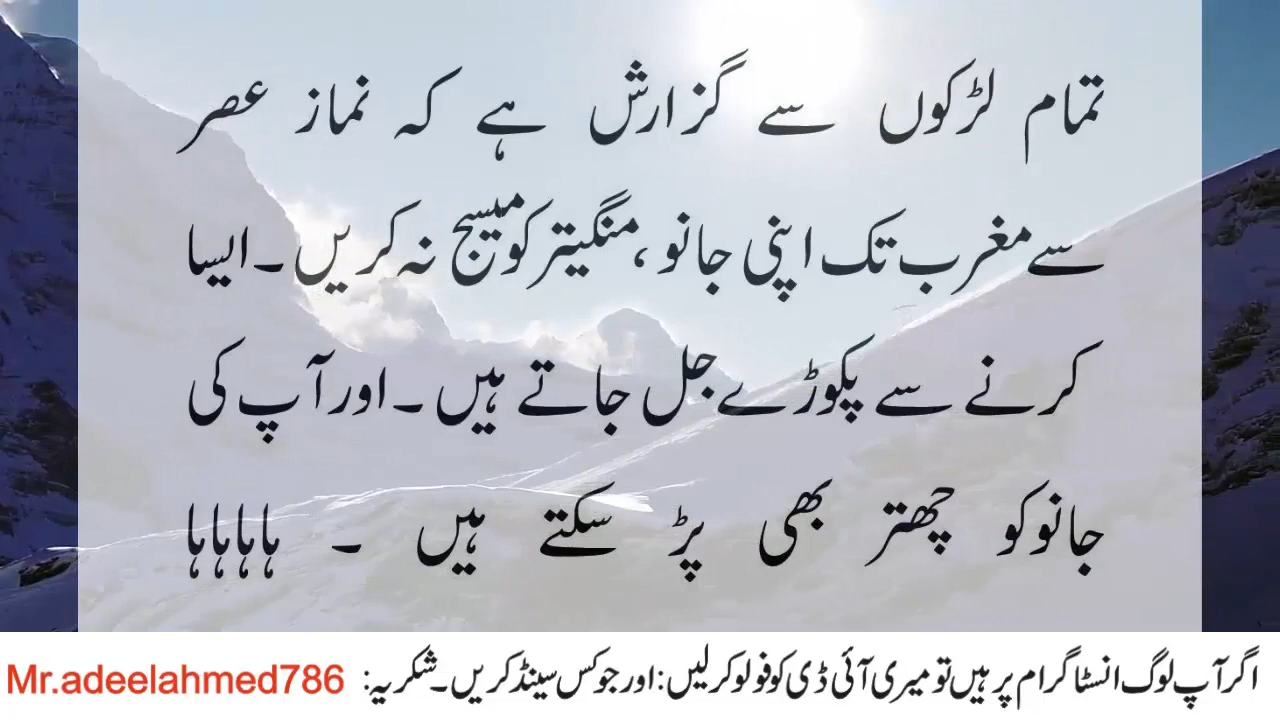 تمام لڑکوں سے گزارش ہے کہ نماز عصر
سے مغرب تک اپنی جانو ، منگیتر کو میسج نہ کریں ۔ ایسا
کرنے سے پکوڑے جل جاتے ہیں ۔ اور آپ کی
جانو کو چھتر بھی پڑ سکتے ہیں ۔ ہاہاہاہا
اگر آپ لوگ انسٹا گرام پر ہیں تو میری آئی ڈی کو فولو کر لیں : اور جوکس سینڈ کریں ۔ شکریہ : Mr.adeelahmed786